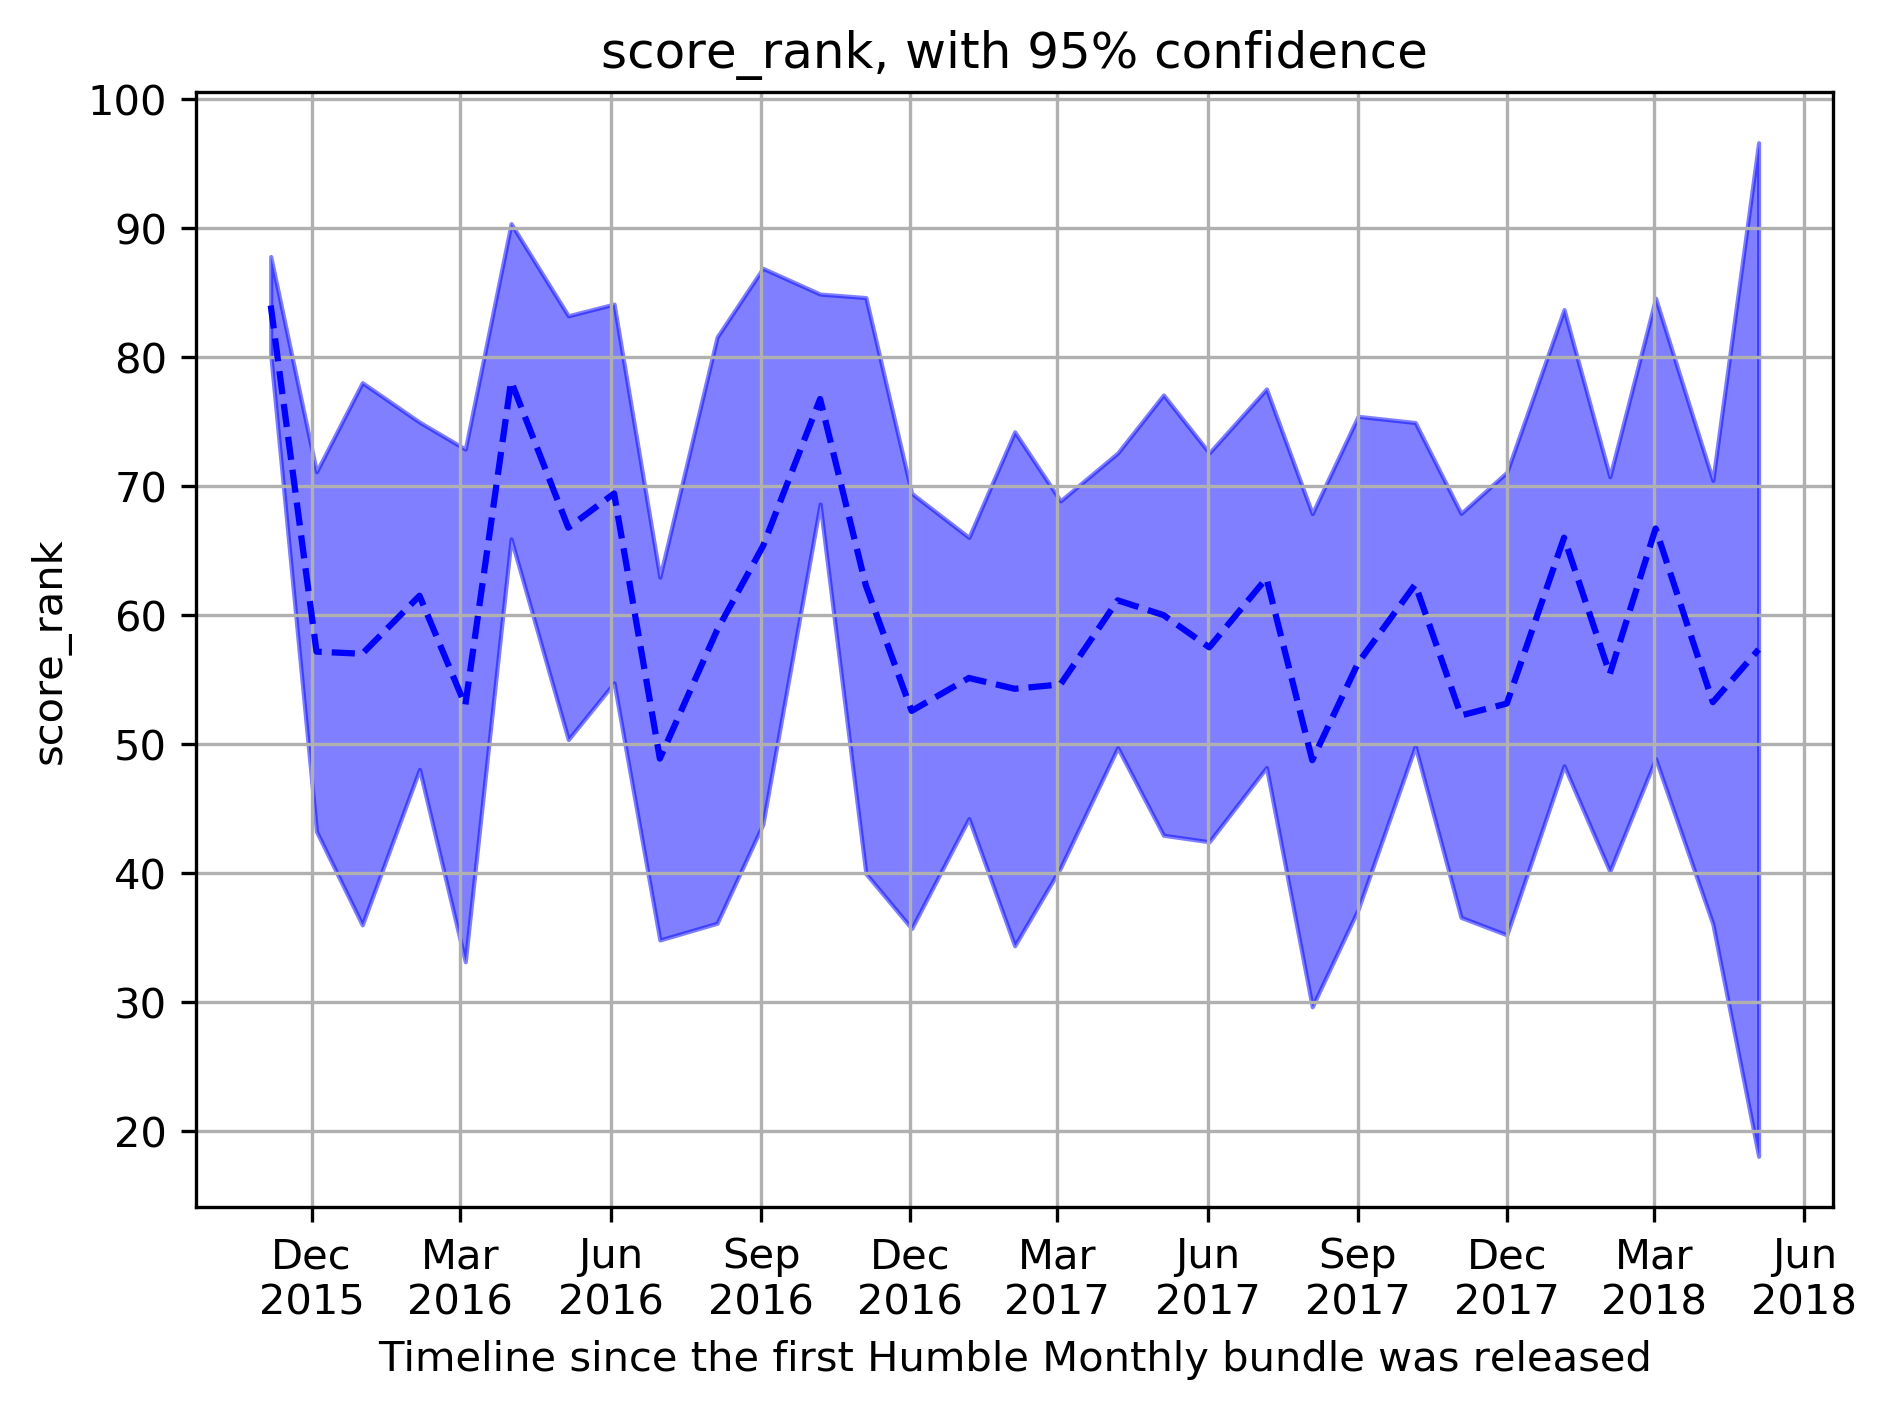 score_rank, with 95% confidence
100
90
80
70
60
50
40
30
20
score_rank
Dec Mar Jun Sep Dec Mar Jun Sep Dec Mar Jun
2015 2016 2016 2016 2016 2017 2017 2017 2017 2018 2018
Timeline since the first Humble Monthly bundle was released